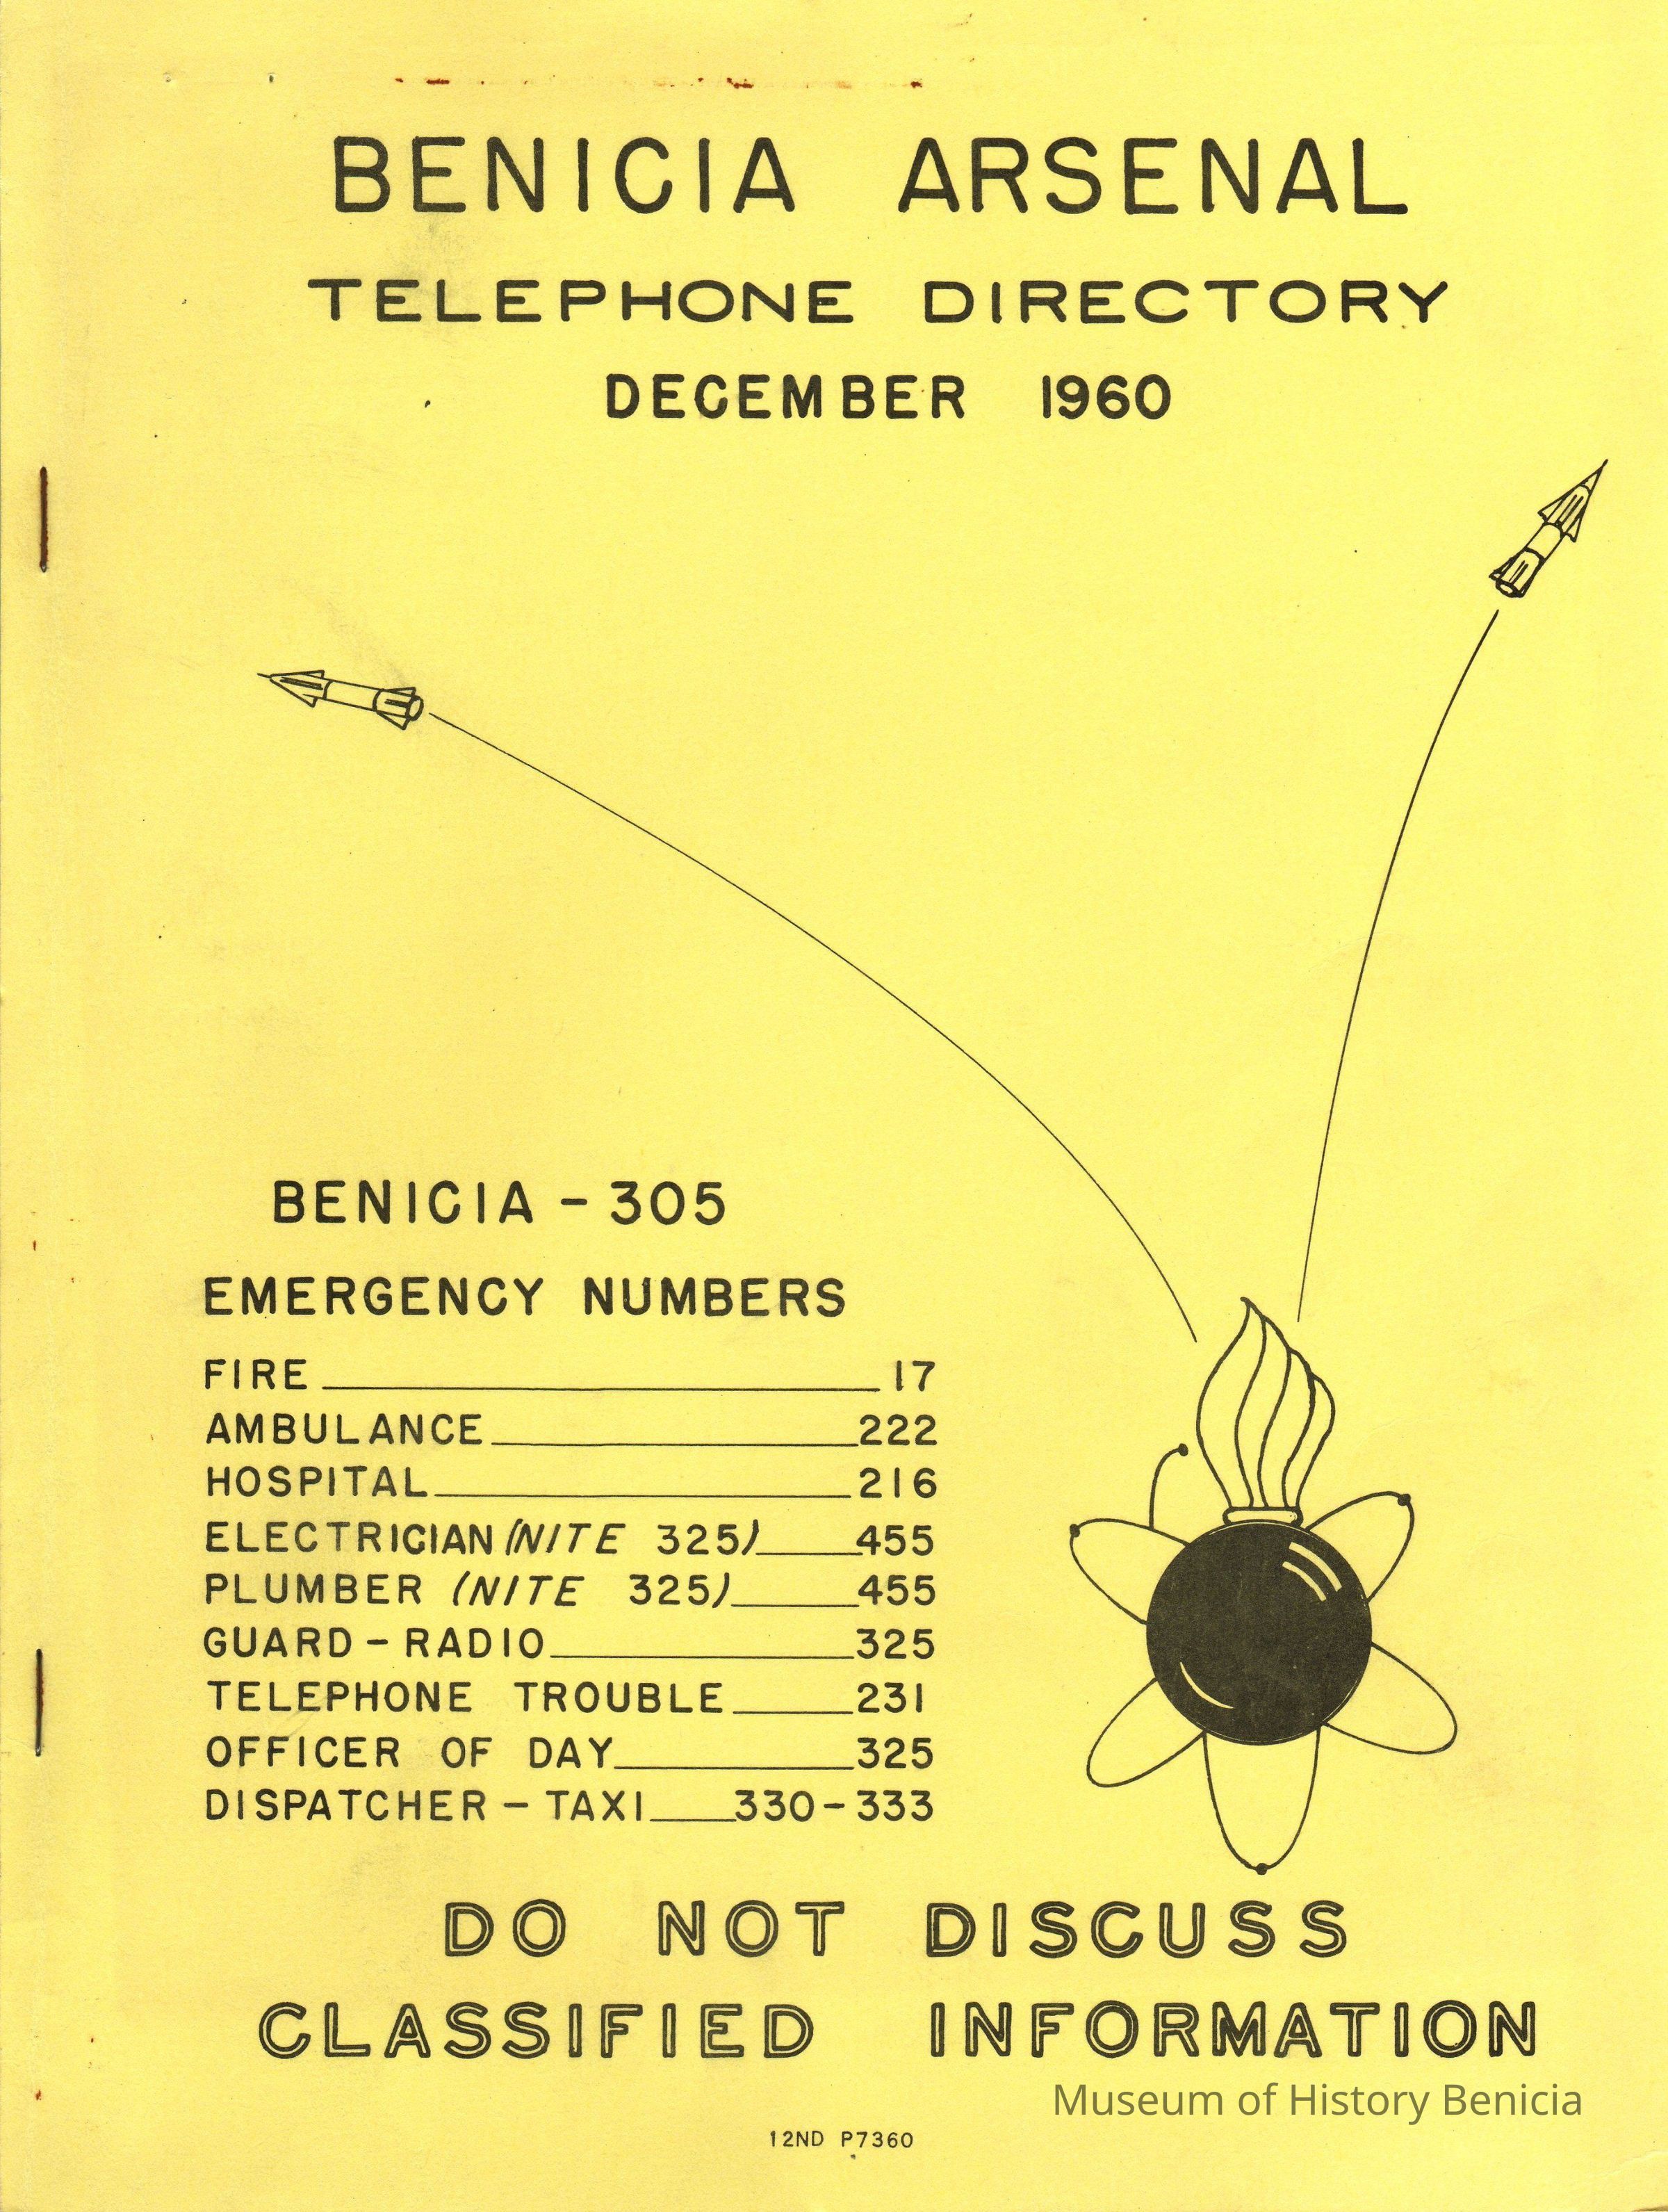 BENICIA ARSENAL
TELEPHONE DIRECTORY
DECEMBER 1960
BENICIA - 305
EMERGENCY NUMBERS
FIRE 17
AMBULANCE 222
HOSPITAL 216
ELECTRICIAN (NITE 325) 455
PLUMBER (NITE 325) 455
GUARD - RADIO 325
TELEPHONE TROUBLE 231
OFFICER OF DAY 325
DISPATCHER - TAXI 330-333
DO NOT DISCUSS
CLASSIFIED INFORMATION
Museum of History Benicia
12ND P7360